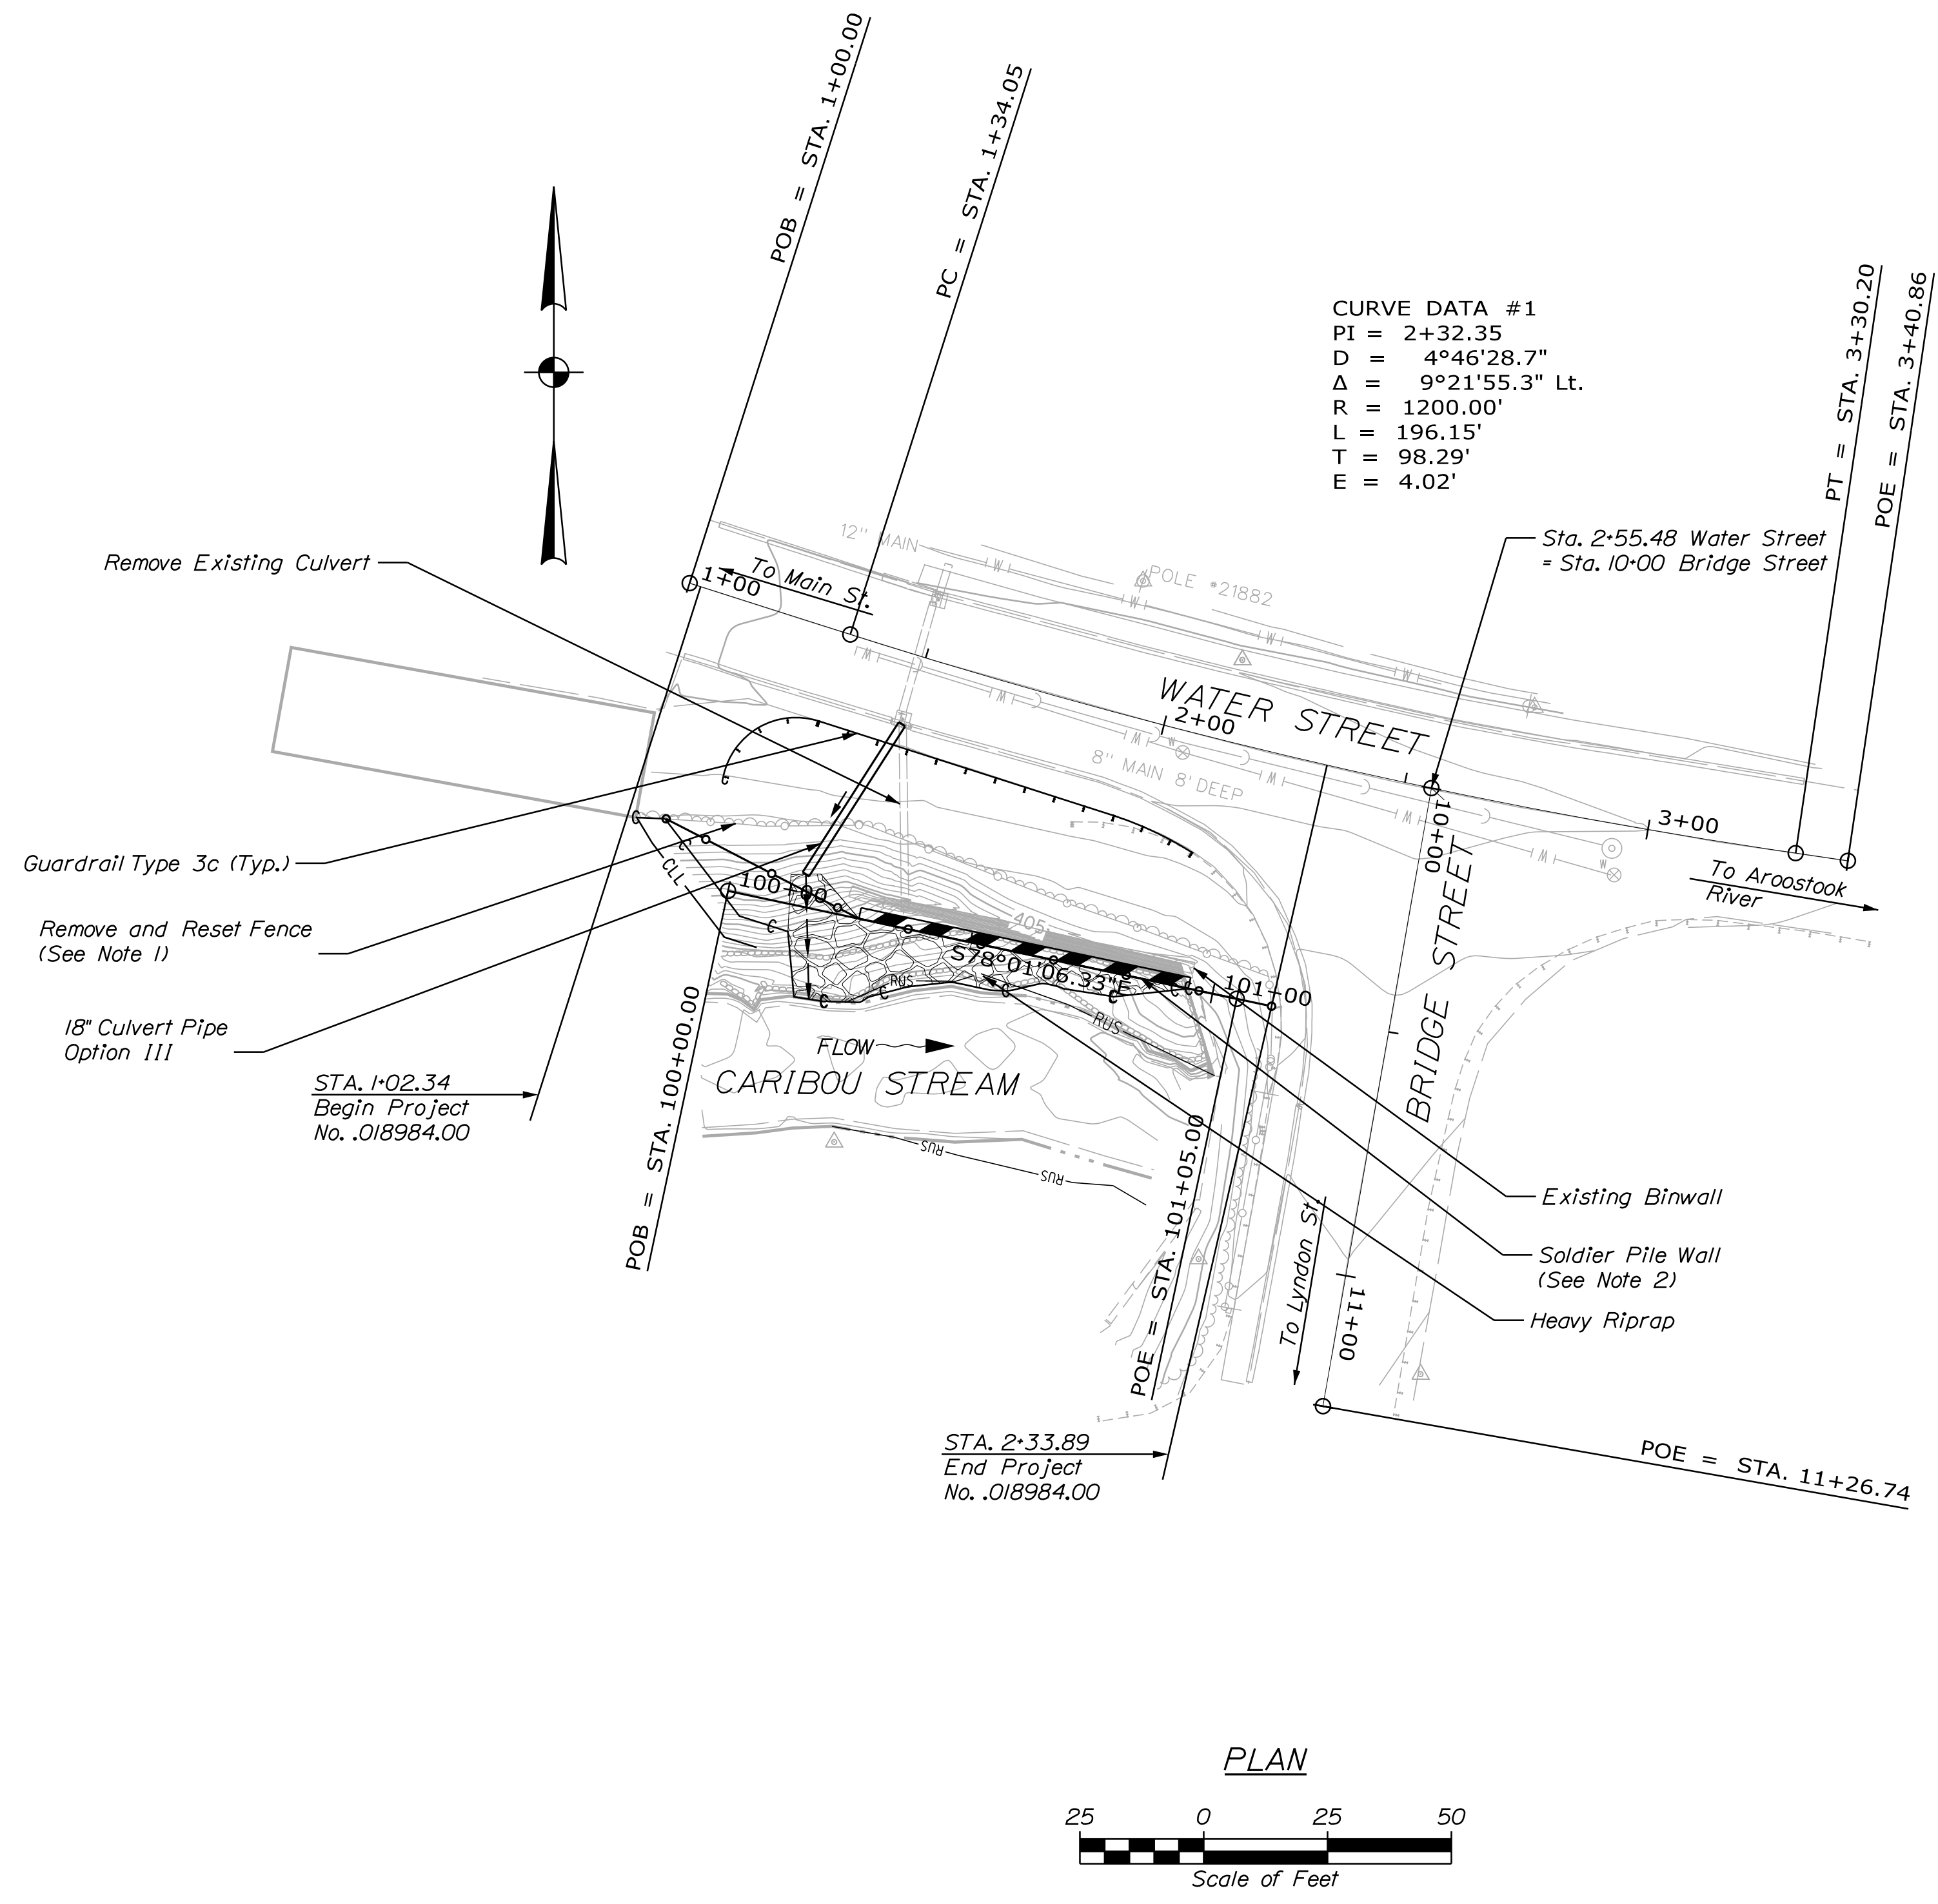 POB = STA. 1+00.00
PC = STA. 1+34.05
PT = STA. 3+30.20
POE = STA. 3+40.86
CURVE DATA #1
PI = 2+32.35
D = 4°46'28.7"
Δ = 9°21'55.3" Lt.
R = 1200.00'
L = 196.15'
T = 98.29'
E = 4.02'
12'' MAIN
W
W
W
W
POLE #21882
Sta. 2+55.48 Water Street
= Sta. 10+00 Bridge Street
Remove Existing Culvert
1+00
To Main St.
WATER STREET
2+00
8'' MAIN 8' DEEP
W
W
W
W
W
W
W
W
3+00
10+00
To Aroostook
River
Guardrail Type 3c (Typ.)
Remove and Reset Fence
(See Note 1)
18" Culvert Pipe
Option III
CLL
C
C
C
C
C
C
C
C
100+00
405
S78°01'06.33"E
101+00
RUS
RUS
FLOW
CARIBOU STREAM
RUS
RUS
BRIDGE STREET
STA. 1+02.34
Begin Project
No. .018984.00
POB = STA. 100+00.00
POE = STA. 101+05.00
To Lyndon St.
11+00
Existing Binwall
Soldier Pile Wall
(See Note 2)
Heavy Riprap
STA. 2+33.89
End Project
No. .018984.00
POE = STA. 11+26.74
PLAN
25 0 25 50
Scale of Feet